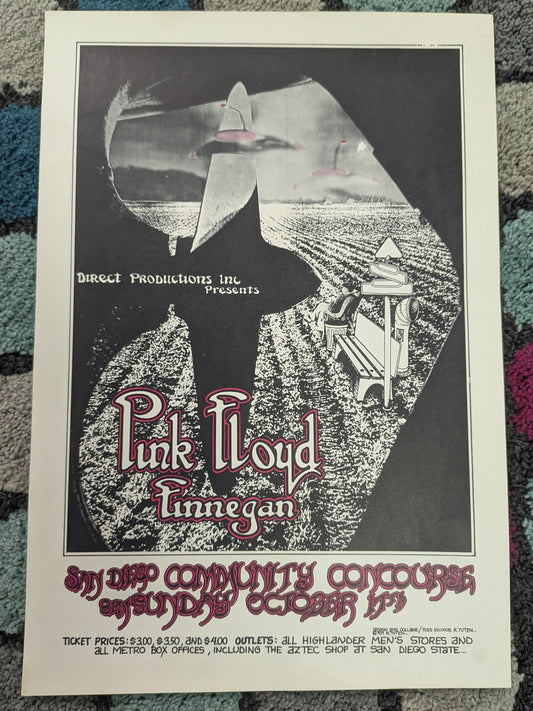 Direct Productions Inc
Presents
Pink Floyd
Finnegan
San Diego Community Concourse
Sunday October 17
TICKET PRICES: $3.00, $3.50, AND $4.00 OUTLETS: ALL HIGHLANDER MEN'S STORES AND
ALL METRO BOX OFFICES, INCLUDING THE AZTEC SHOP AT SAN DIEGO STATE...